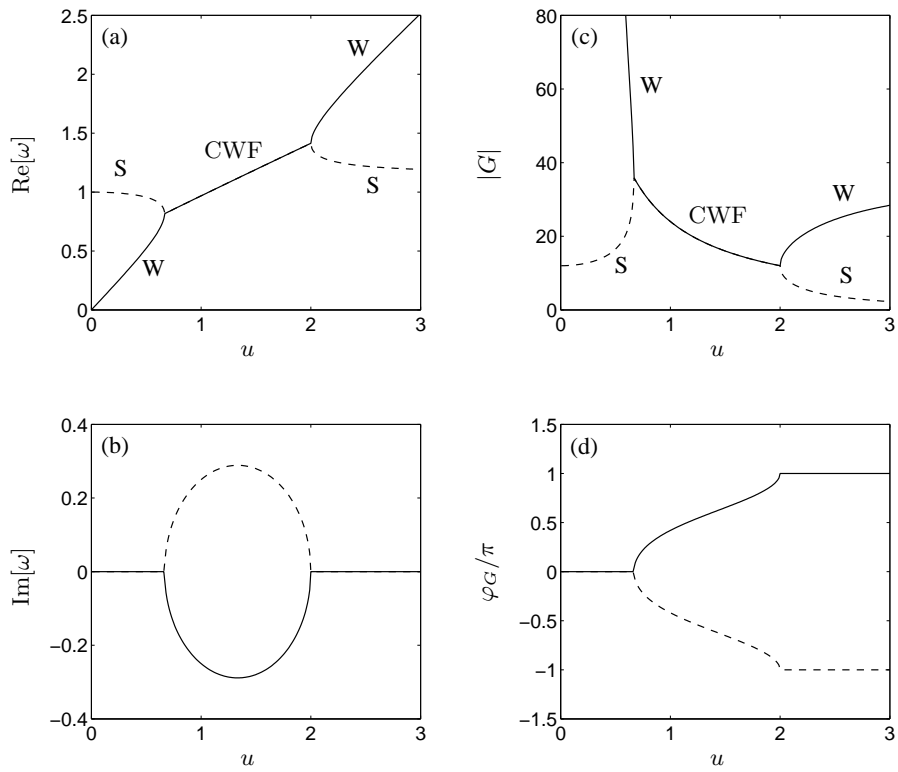 (a)
2.5
2
1.5
1
0.5
0
Re[ω]
W
CWF
S
S
W
0 1 2 3
u
(c)
80
60
40
20
0
|G|
W
CWF
W
S
S
0 1 2 3
u
(b)
0.4
0.2
0
−0.2
−0.4
Im[ω]
0 1 2 3
u
(d)
1.5
1
0.5
0
−0.5
−1
−1.5
φG/π
0 1 2 3
u